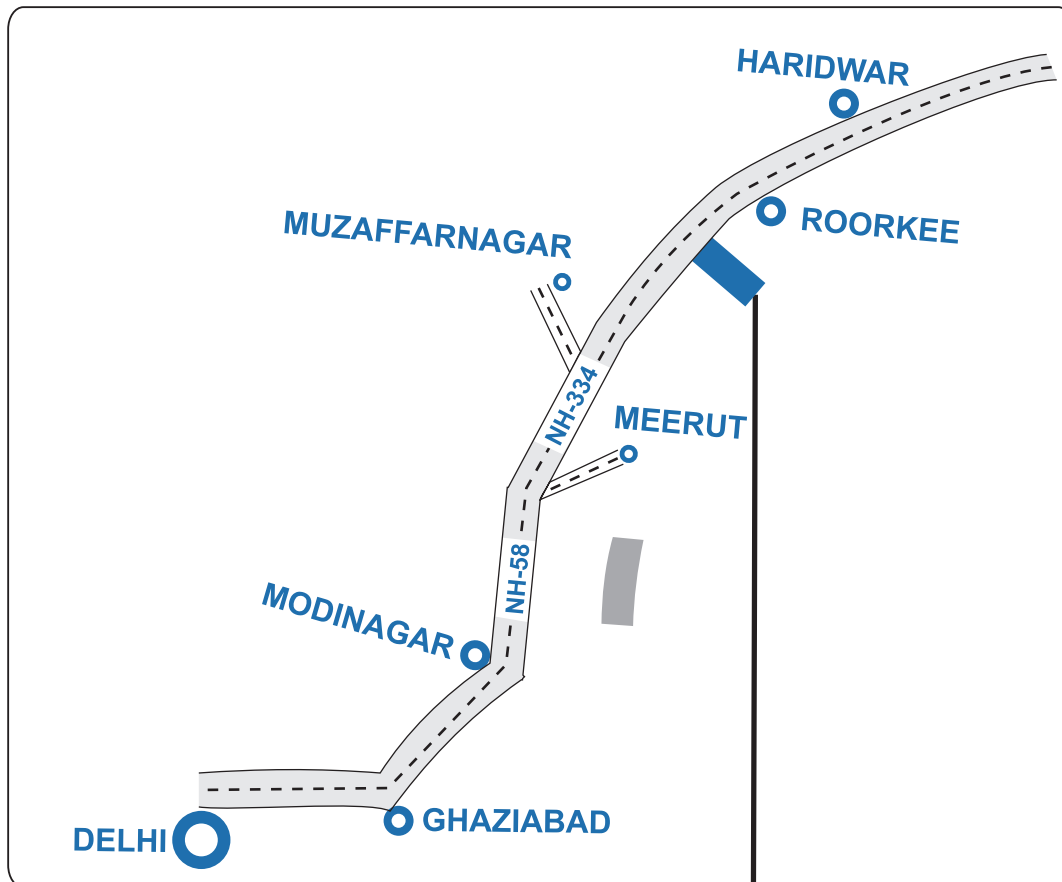 HARIDWAR
ROORKEE
MUZAFFARNAGAR
NH-334
MEERUT
NH-58
MODINAGAR
GHAZIABAD
DELHI